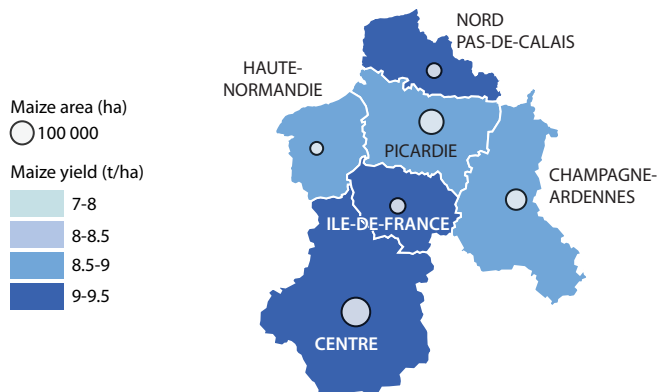 NORD
PAS-DE-CALAIS
HAUTE-
NORMANDIE
Maize area (ha)
100 000
PICARDIE
Maize yield (t/ha)
CHAMPAGNE-
ARDENNES
7-8
ILE-DE-FRANCE
8-8.5
8.5-9
9-9.5
CENTRE